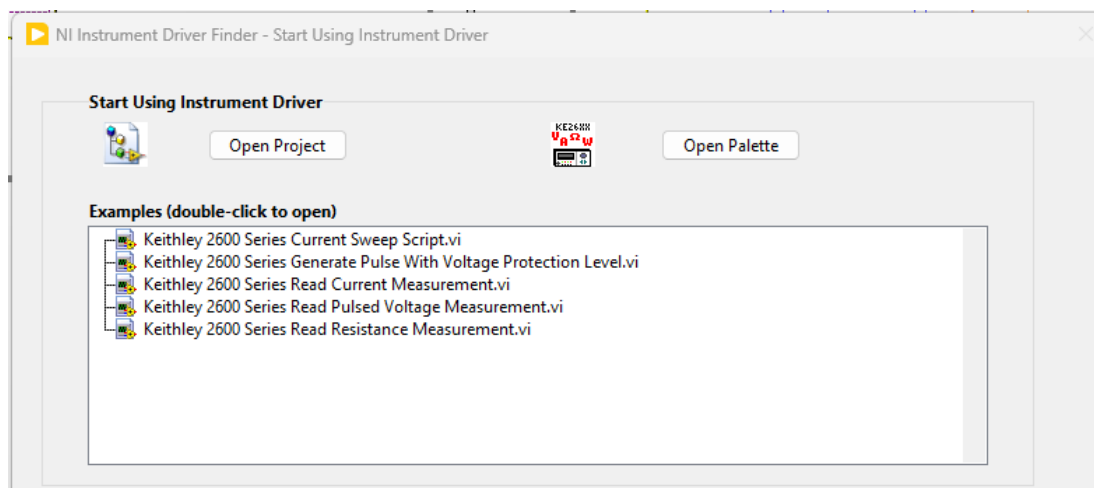 NI Instrument Driver Finder - Start Using Instrument Driver
Start Using Instrument Driver
Open Project
KE26XX
V A Ω W
Open Palette
Examples (double-click to open)
Keithley 2600 Series Current Sweep Script.vi
Keithley 2600 Series Generate Pulse With Voltage Protection Level.vi
Keithley 2600 Series Read Current Measurement.vi
Keithley 2600 Series Read Pulsed Voltage Measurement.vi
Keithley 2600 Series Read Resistance Measurement.vi